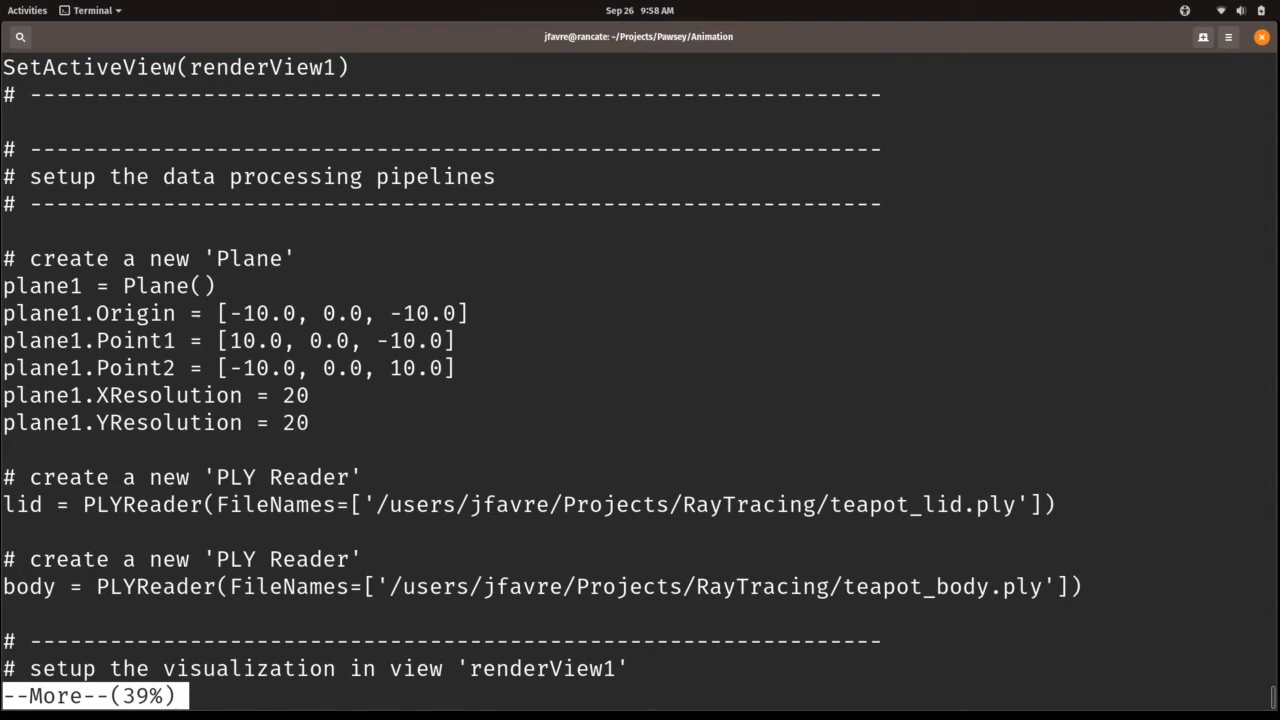 Activities Terminal Sep 26 9:58 AM
jfavre@rancate: ~/Projects/Pawsey/Animation
SetActiveView(renderView1)
# ----------------------------------------------------------------

# ----------------------------------------------------------------
# setup the data processing pipelines
# ----------------------------------------------------------------

# create a new 'Plane'
plane1 = Plane()
plane1.Origin = [-10.0, 0.0, -10.0]
plane1.Point1 = [10.0, 0.0, -10.0]
plane1.Point2 = [-10.0, 0.0, 10.0]
plane1.XResolution = 20
plane1.YResolution = 20

# create a new 'PLY Reader'
lid = PLYReader(FileNames=['/users/jfavre/Projects/RayTracing/teapot_lid.ply'])

# create a new 'PLY Reader'
body = PLYReader(FileNames=['/users/jfavre/Projects/RayTracing/teapot_body.ply'])

# ----------------------------------------------------------------
# setup the visualization in view 'renderView1'
--More--(39%)